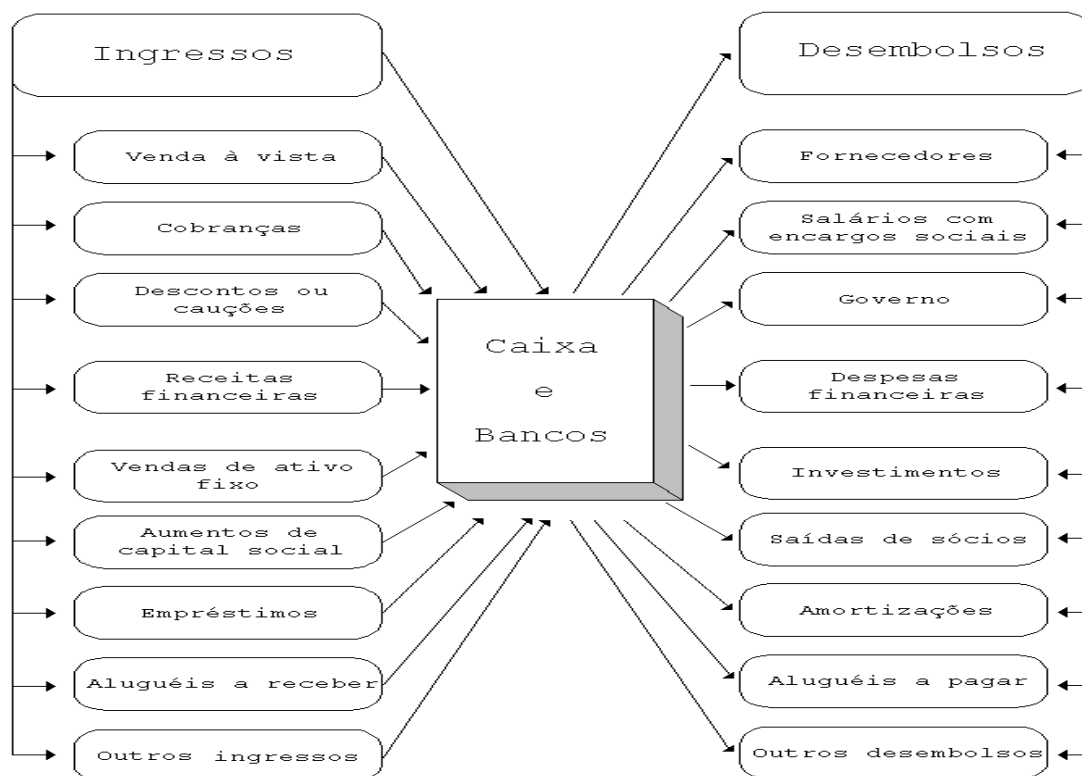 Ingressos
Venda à vista
Cobranças
Descontos ou
cauções
Receitas
financeiras
Vendas de ativo
fixo
Aumentos de
capital social
Empréstimos
Aluguéis a receber
Outros ingressos
Caixa
e
Bancos
Desembolsos
Fornecedores
Salários com
encargos sociais
Governo
Despesas
financeiras
Investimentos
Saídas de sócios
Amortizações
Aluguéis a pagar
Outros desembolsos